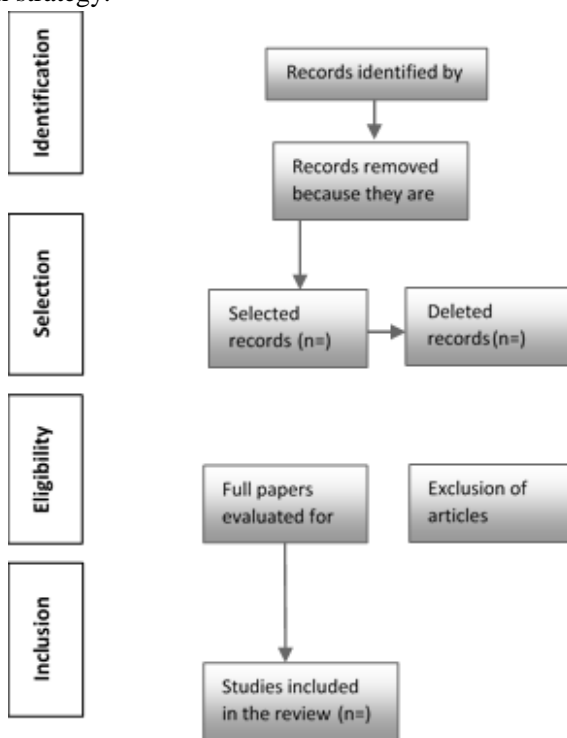 Identification
Records identified by
Records removed
because they are
Selection
Selected
records (n=)
Deleted
records(n=)
Eligibility
Full papers
evaluated for
Exclusion of
articles
Inclusion
Studies included
in the review (n=)